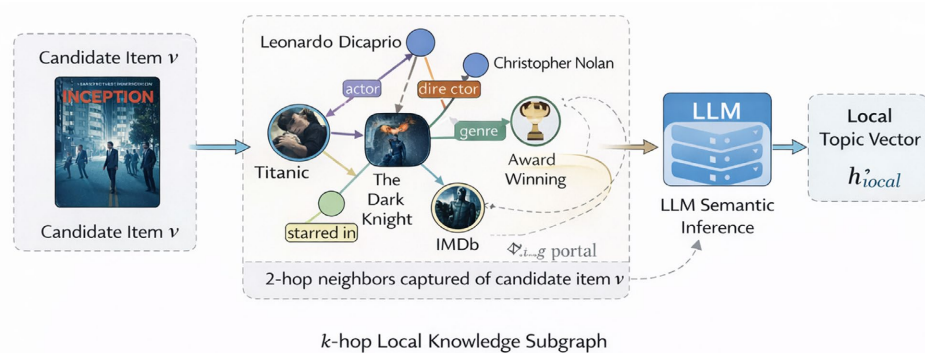 Candidate Item v
INCEPTION
Candidate Item v
Leonardo Dicaprio
Christopher Nolan
actor
dire ctor
genre
Titanic
The
Dark
Knight
Award
Winning
starred in
IMDb
portal
2-hop neighbors captured of candidate item v
LLM
LLM Semantic
Inference
Local
Topic Vector
h'local
k-hop Local Knowledge Subgraph